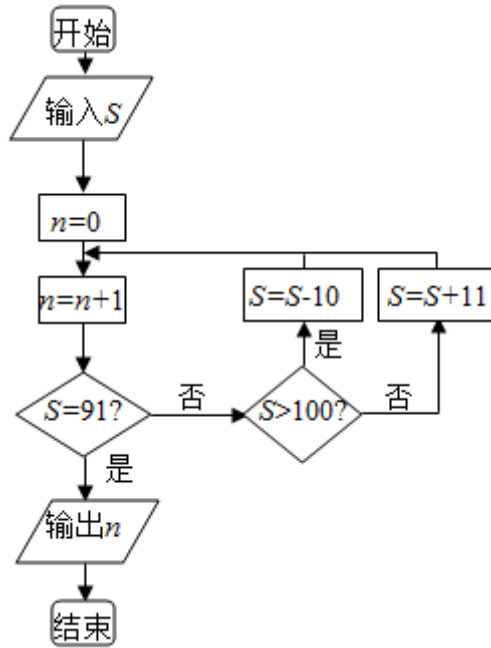 开始
输入S
n=0
n=n+1
S=S-10
S=S+11
是
S=91?
否
S>100?
否
是
输出n
结束